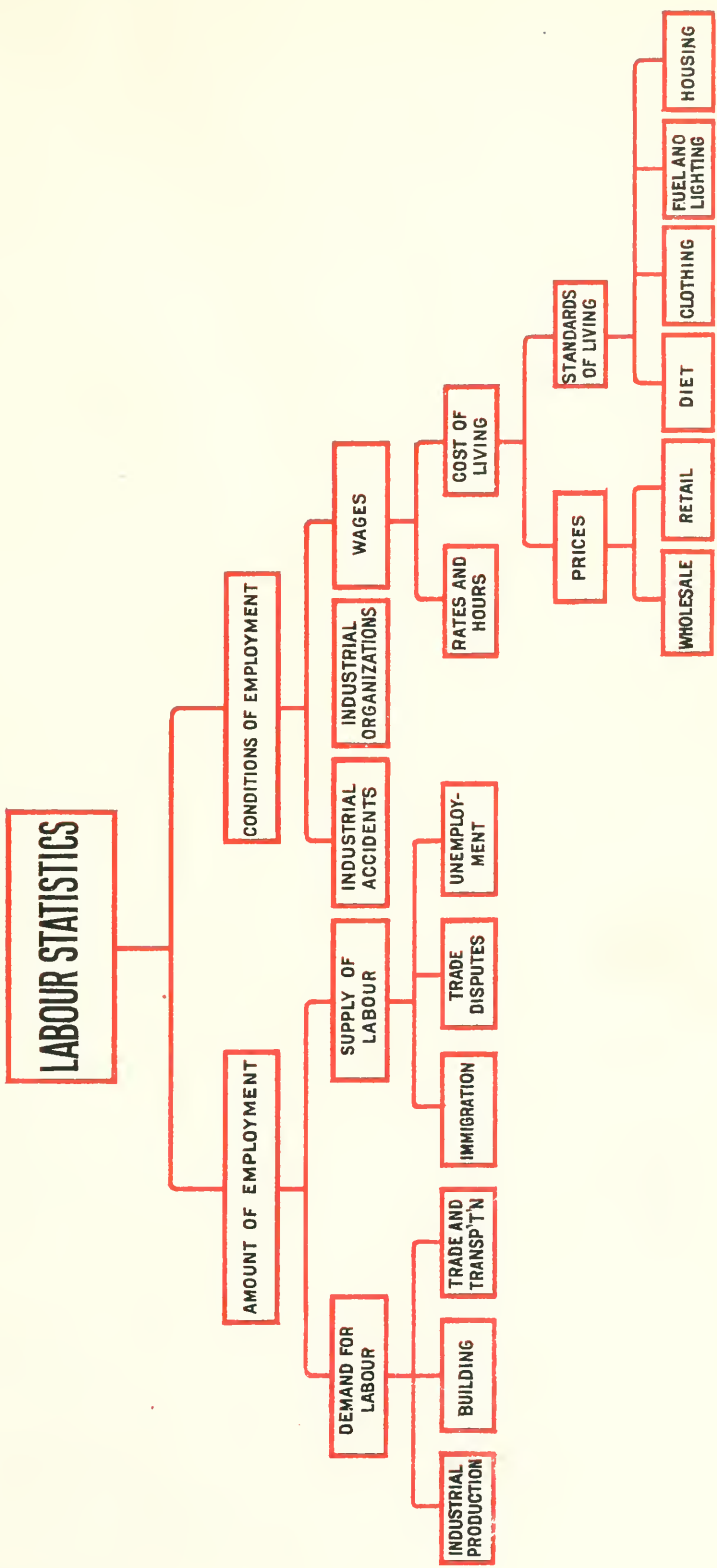 LABOUR STATISTICS
AMOUNT OF EMPLOYMENT
CONDITIONS OF EMPLOYMENT
DEMAND FOR
LABOUR
SUPPLY OF
LABOUR
INDUSTRIAL
ACCIDENTS
INDUSTRIAL
ORGANIZATIONS
WAGES
INDUSTRIAL
PRODUCTION
BUILDING
TRADE AND
TRANSP'T'N
IMMIGRATION
TRADE
DISPUTES
UNEMPLOY-
MENT
RATES AND
HOURS
COST OF
LIVING
PRICES
STANDARDS
OF LIVING
WHOLESALE
RETAIL
DIET
CLOTHING
FUEL AND
LIGHTING
HOUSING